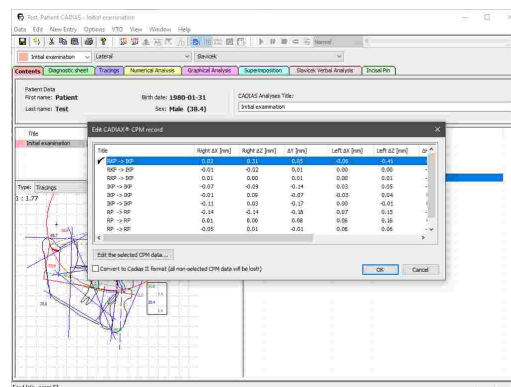 Test, Patient CADIAS - Initial examination
Data Edit New Entry Options VTO View Window Help
Normal
Initial examination Lateral Slavicek
Contents Diagnostic sheet Tracings Numerical Analysis Graphical Analysis Superimposition Slavicek Verbal Analysis Incisal Pin
Patient Data
First name: Patient Birth date: 1980-01-31
Last name: Test Sex: Male (38.4)
CADIAS Analyses Title:
Initial examination
Title
Initial examination
Type: Tracings
1 : 1.77
Edit CADIAX® CPM record
Title Right ΔX [mm] Right ΔZ [mm] ΔY [mm] Left ΔX [mm] Left ΔZ [mm]
RKP -> IKP 0.03 0.31 0.05 -0.06 -0.41
RKP -> IKP -0.01 -0.02 0.01 0.00 0.00
RKP -> IKP 0.01 0.00 0.01 0.00 0.01
IKP -> IKP -0.07 -0.09 -0.14 0.03 0.05
IKP -> IKP -0.01 0.09 -0.07 -0.03 0.04
IKP -> IKP -0.11 0.03 -0.17 0.00 -0.01
RP -> RP -0.14 -0.14 -0.18 0.07 0.15
RP -> RP 0.01 0.00 0.08 0.06 0.16
RP -> RP -0.05 0.01 -0.01 0.06 0.06
Edit the selected CPM data...
Convert to Cadias II format (all non-selected CPM data will be lost!)
OK Cancel